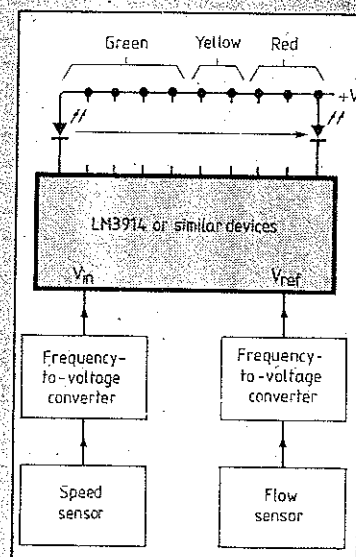 Green Yellow Red
+V
LM3914 or similar devices
Vin Vref
Frequency-
to-voltage
converter
Frequency-
to-voltage
converter
Speed
sensor
Flow
sensor